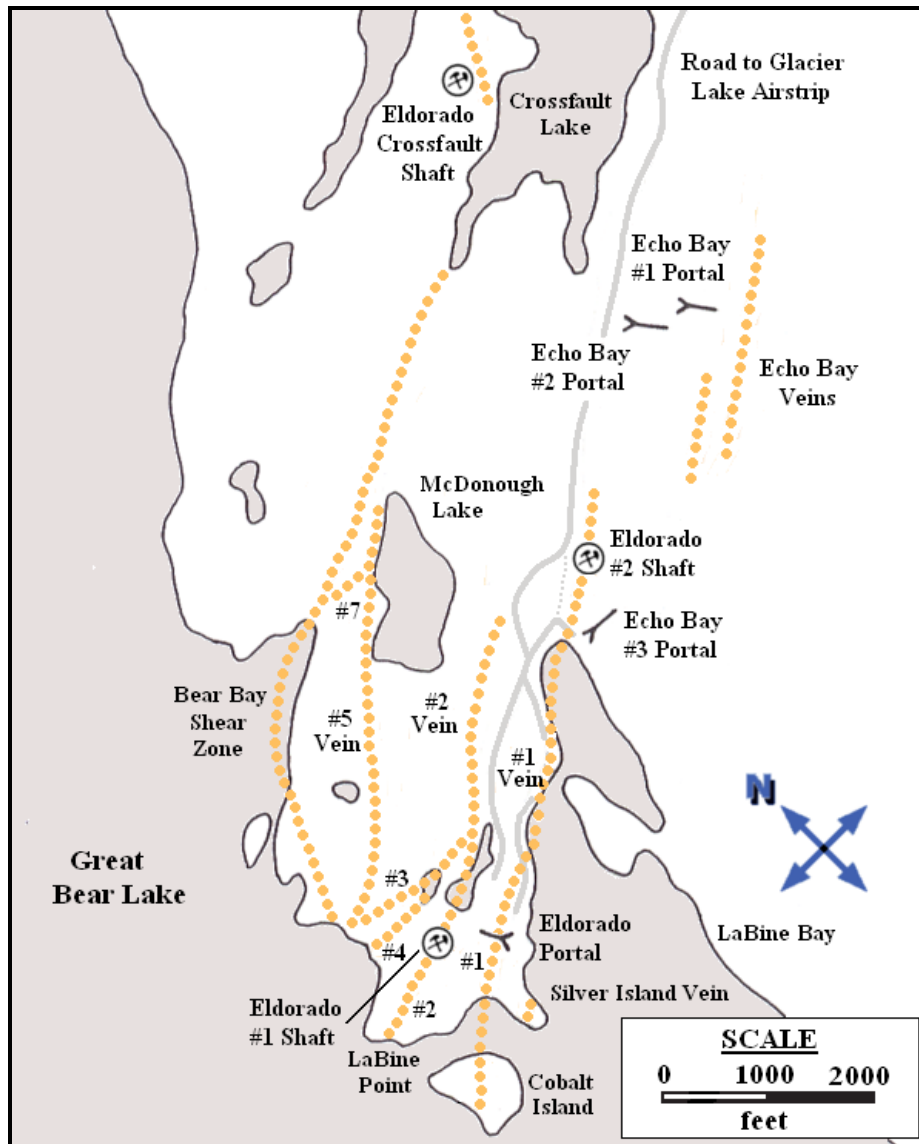 Road to Glacier
Lake Airstrip
Eldorado
Crossfault
Shaft
Crossfault
Lake
Echo Bay
#1 Portal
Echo Bay
#2 Portal
Echo Bay
Veins
McDonough
Lake
Eldorado
#2 Shaft
#7
Echo Bay
#3 Portal
Bear Bay
Shear
Zone
#5
Vein
#2
Vein
#1
Vein
N
Great
Bear Lake
#3
#4
#1
Eldorado
Portal
LaBine Bay
Eldorado
#1 Shaft
#2
Silver Island Vein
LaBine
Point
Cobalt
Island
SCALE
0 1000 2000
feet